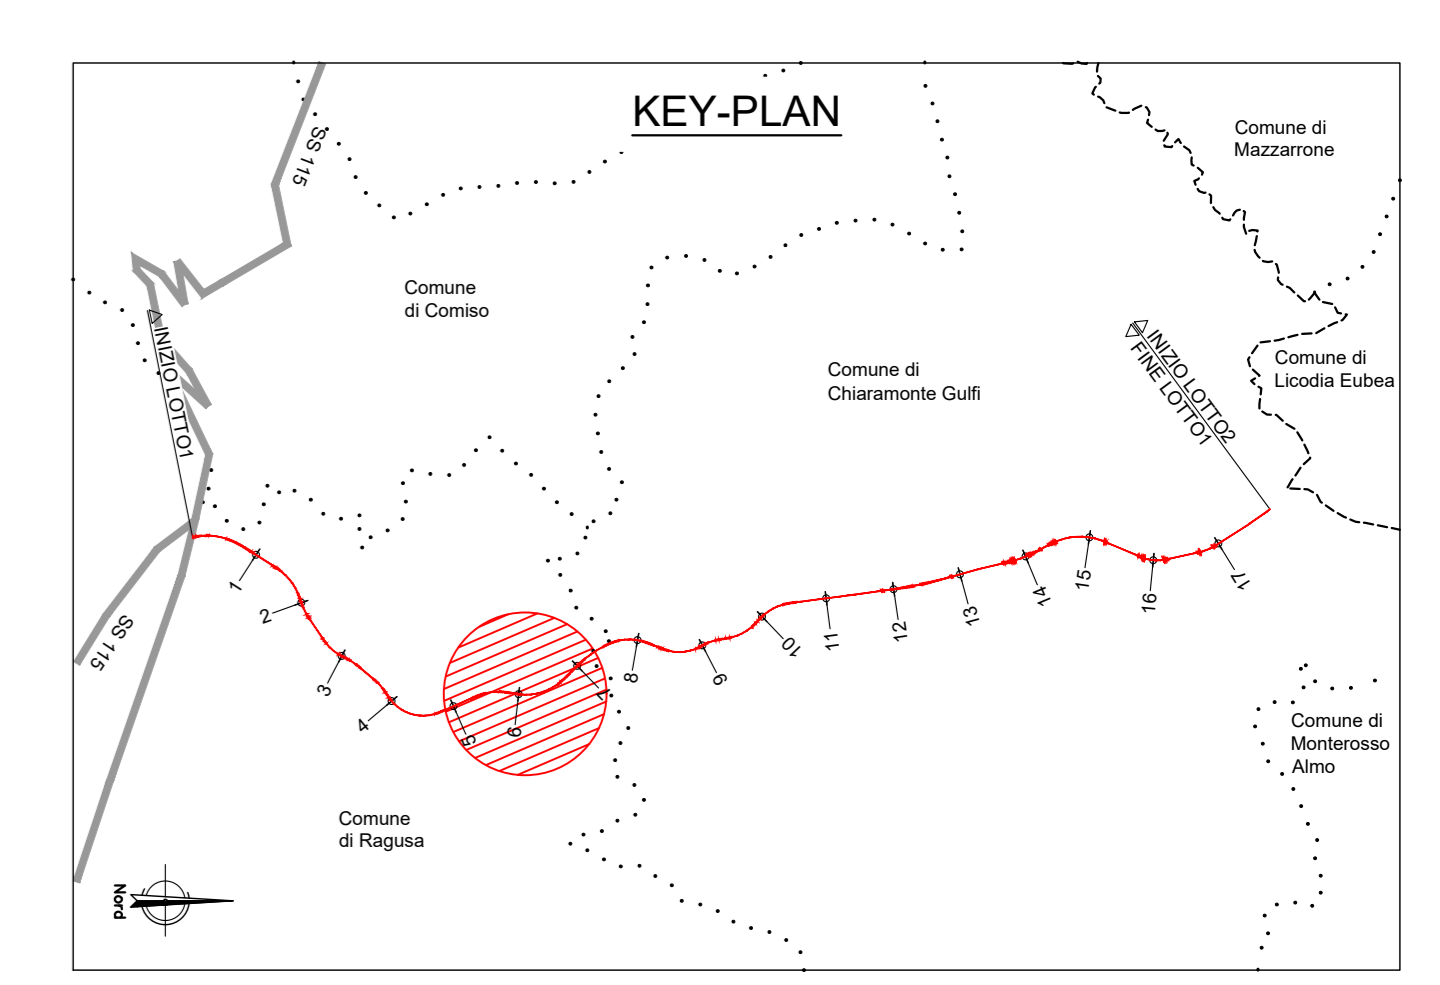 KEY-PLAN
Comune di
Mazzarrone
SS 115
Comune
di Comiso
INIZIO LOTTO1
Comune di
Chiaramonte Gulfi
INIZIO LOTTO2
FINE LOTTO1
Comune di
Licodia Eubea
1
2
3
4
5
6
7
8
9
10
11
12
13
14
15
16
17
SS 115
Comune di
Monterosso
Almo
Comune
di Ragusa
Nord